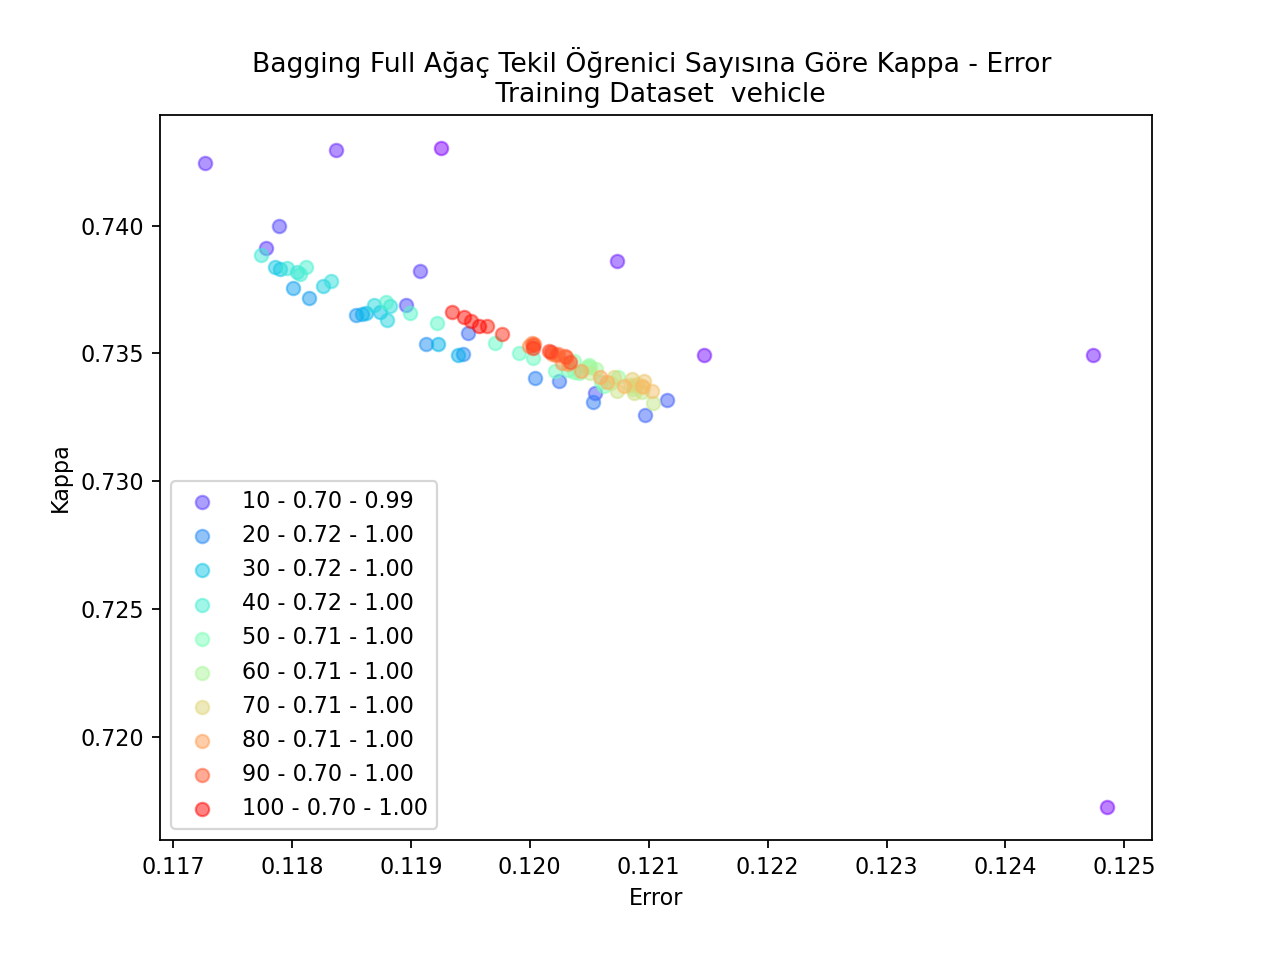 Bagging Full Ağaç Tekil Öğrenici Sayısına Göre Kappa - Error
Training Dataset  vehicle
0.740
0.735
0.730
0.725
0.720
Kappa
10 - 0.70 - 0.99
20 - 0.72 - 1.00
30 - 0.72 - 1.00
40 - 0.72 - 1.00
50 - 0.71 - 1.00
60 - 0.71 - 1.00
70 - 0.71 - 1.00
80 - 0.71 - 1.00
90 - 0.70 - 1.00
100 - 0.70 - 1.00
0.117 0.118 0.119 0.120 0.121 0.122 0.123 0.124 0.125
Error